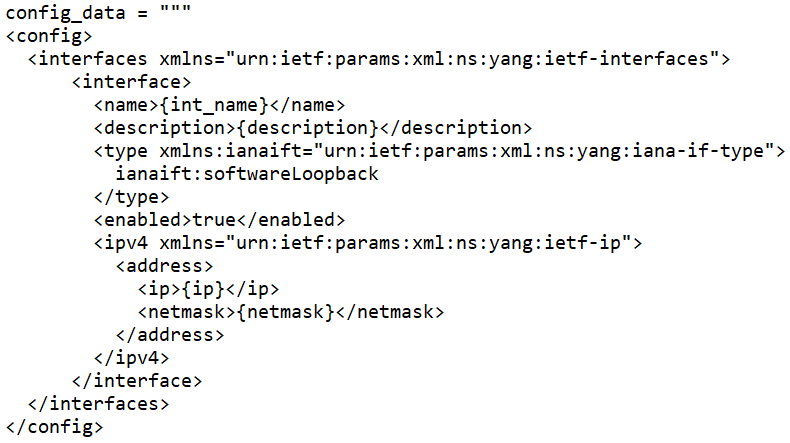 config_data = """
<config>
  <interfaces xmlns="urn:ietf:params:xml:ns:yang:ietf-interfaces">
      <interface>
        <name>{int_name}</name>
        <description>{description}</description>
        <type xmlns:ianaift="urn:ietf:params:xml:ns:yang:iana-if-type">
          ianaift:softwareLoopback
        </type>
        <enabled>true</enabled>
        <ipv4 xmlns="urn:ietf:params:xml:ns:yang:ietf-ip">
          <address>
            <ip>{ip}</ip>
            <netmask>{netmask}</netmask>
          </address>
        </ipv4>
      </interface>
  </interfaces>
</config>